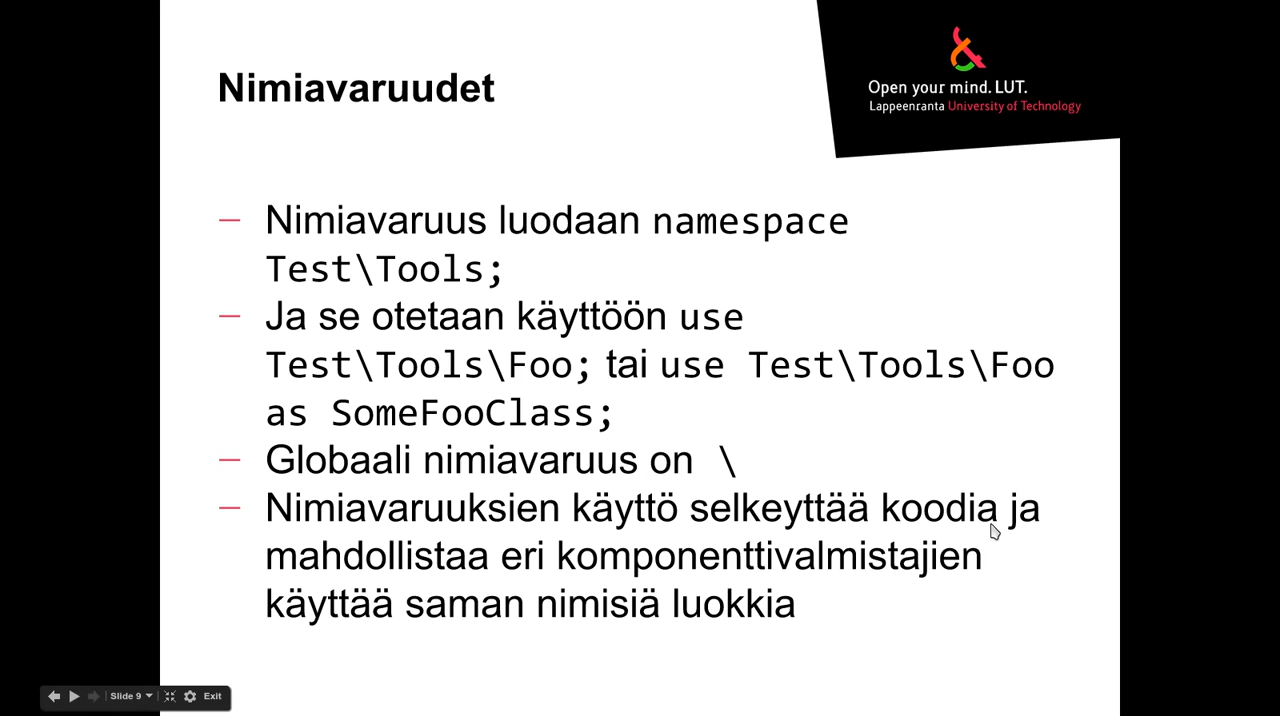 Nimiavaruudet
Open your mind. LUT.
Lappeenranta University of Technology
– Nimiavaruus luodaan namespace
Test\Tools;
– Ja se otetaan käyttöön use
Test\Tools\Foo; tai use Test\Tools\Foo
as SomeFooClass;
– Globaali nimiavaruus on \
– Nimiavaruuksien käyttö selkeyttää koodia ja
mahdollistaa eri komponenttivalmistajien
käyttää saman nimisiä luokkia
Slide 9 Exit